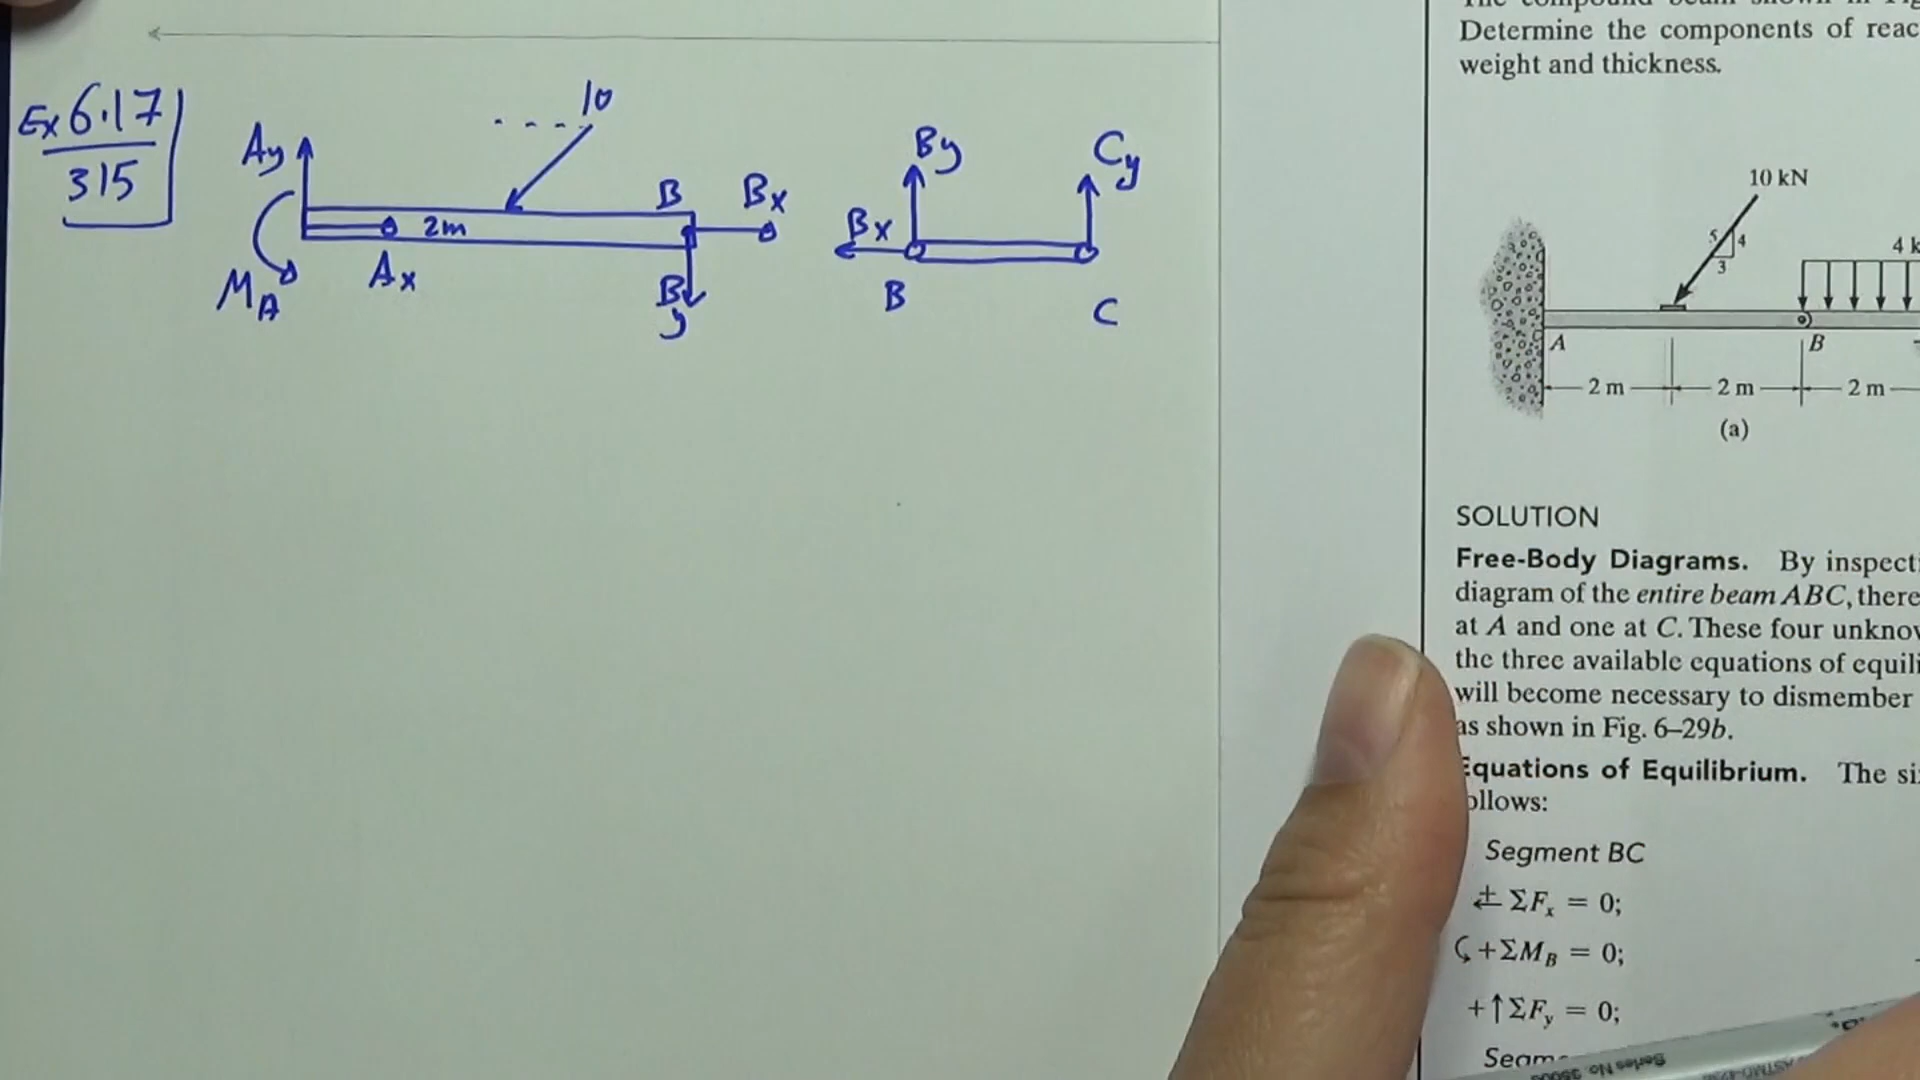 Ex 6.17
315
Ay
MA
Ax
2m
10
B
Bx
By
By
Bx
B
Cy
C
Determine the components of reac
weight and thickness.
10 kN
5
4
3
4 k
A
B
2 m
2 m
2 m
(a)
SOLUTION
Free-Body Diagrams. By inspecti
diagram of the entire beam ABC, there
at A and one at C. These four unknow
the three available equations of equili
will become necessary to dismember
as shown in Fig. 6–29b.
Equations of Equilibrium. The si
ollows:
Segment BC
ΣFx = 0;
+ΣMB = 0;
+↑ΣFy = 0;
Segm
Series No.